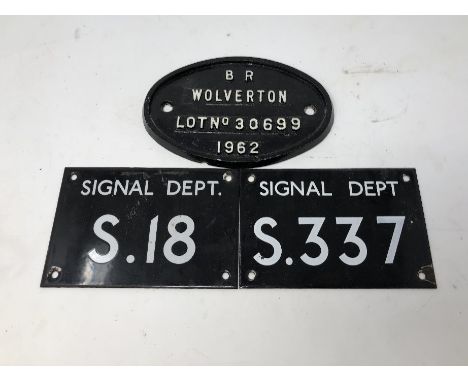 B R
WOLVERTON
LOT Nº 30699
1962
SIGNAL DEPT.
S.18
SIGNAL DEPT
S.337